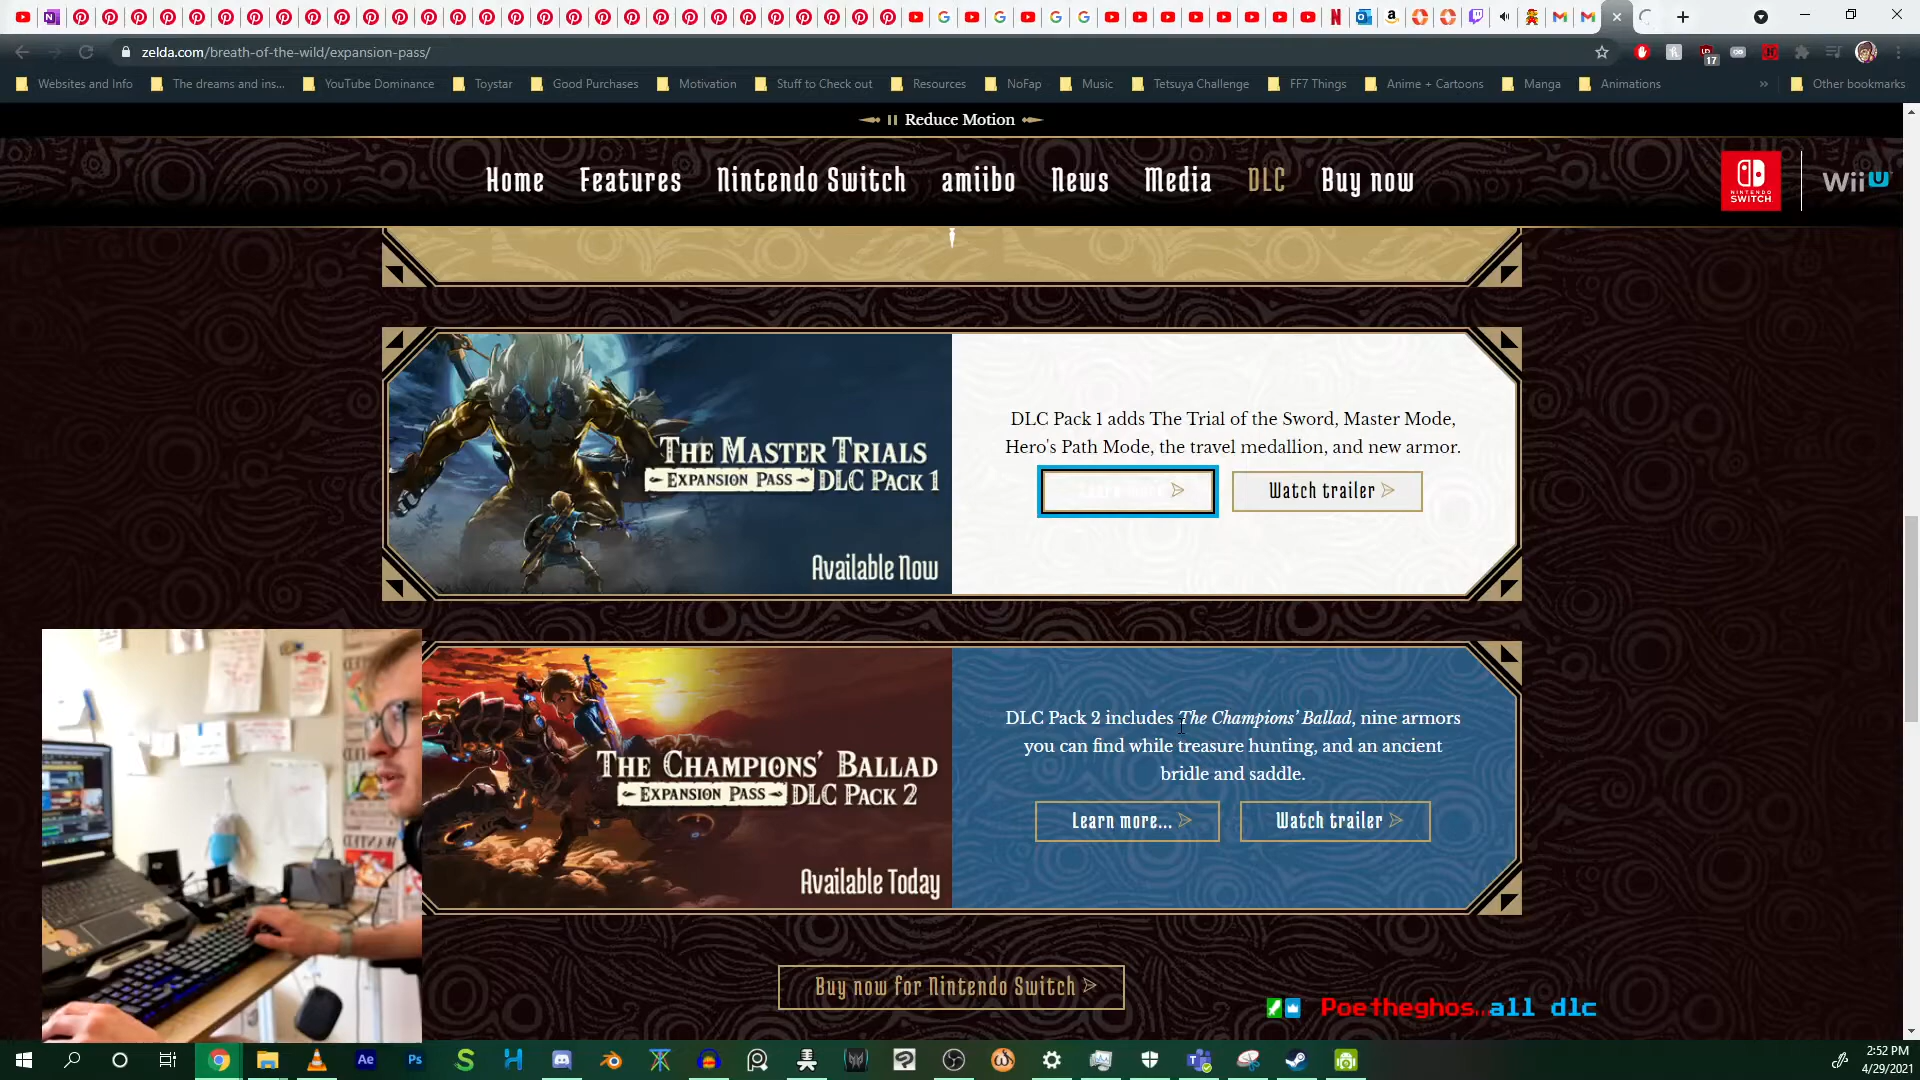 zelda.com/breath-of-the-wild/expansion-pass/
17
Websites and Info
The dreams and ins...
YouTube Dominance
Toystar
Good Purchases
Motivation
Stuff to Check out
Resources
NoFap
Music
Tetsuya Challenge
FF7 Things
Anime + Cartoons
Manga
Animations
»
Other bookmarks
Reduce Motion
Home
Features
Nintendo Switch
amiibo
News
Media
DLC
Buy now
NINTENDO
SWITCH
Wii U
THE MASTER TRIALS
EXPANSION PASS DLC PACK 1
Available Now
DLC Pack 1 adds The Trial of the Sword, Master Mode,
Hero's Path Mode, the travel medallion, and new armor.
Watch trailer
THE CHAMPIONS' BALLAD
EXPANSION PASS DLC PACK 2
Available Today
DLC Pack 2 includes The Champions' Ballad, nine armors
you can find while treasure hunting, and an ancient
bridle and saddle.
Learn more...
Watch trailer
Buy now for Nintendo Switch
Poetheghos...all dlc
Ae
Ps
2:52 PM
4/29/2021